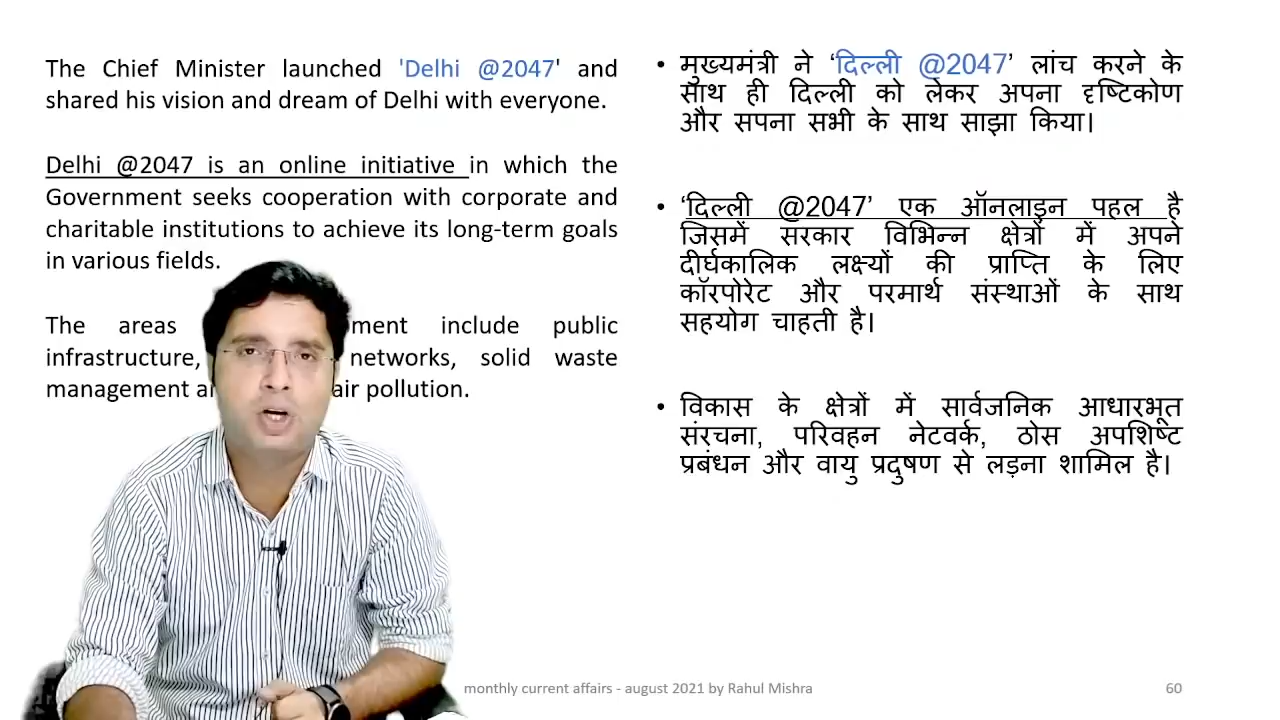 The Chief Minister launched 'Delhi @2047' and
shared his vision and dream of Delhi with everyone.
Delhi @2047 is an online initiative in which the
Government seeks cooperation with corporate and
charitable institutions to achieve its long-term goals
in various fields.
The areas ment include public
infrastructure, networks, solid waste
management air pollution.
• मुख्यमंत्री ने ‘दिल्ली @2047’ लांच करने के
साथ ही दिल्ली को लेकर अपना दृष्टिकोण
और सपना सभी के साथ साझा किया।
• ‘दिल्ली @2047’ एक ऑनलाइन पहल है
जिसमें सरकार विभिन्न क्षेत्रों में अपने
दीर्घकालिक लक्ष्यों की प्राप्ति के लिए
कॉरपोरेट और परमार्थ संस्थाओं के साथ
सहयोग चाहती है।
• विकास के क्षेत्रों में सार्वजनिक आधारभूत
संरचना, परिवहन नेटवर्क, ठोस अपशिष्ट
प्रबंधन और वायु प्रदुषण से लड़ना शामिल है।
monthly current affairs - august 2021 by Rahul Mishra
60